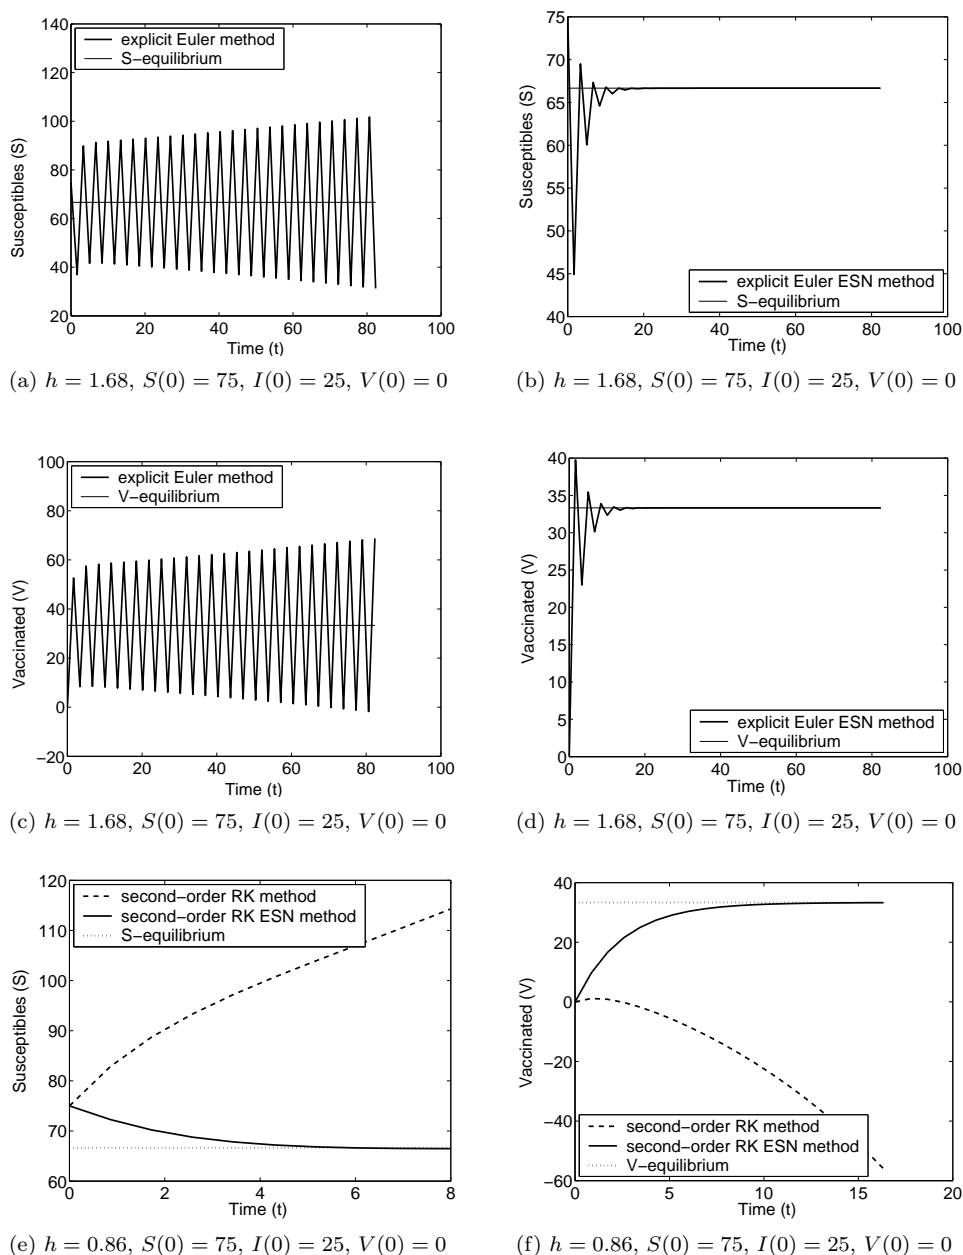 140
120
100
80
60
40
20
0
20
40
60
80
100
Susceptibles (S)
Time (t)
explicit Euler method
S−equilibrium
(a) h = 1.68, S(0) = 75, I(0) = 25, V(0) = 0
75
70
65
60
55
50
45
40
0
20
40
60
80
100
Susceptibles (S)
Time (t)
explicit Euler ESN method
S−equilibrium
(b) h = 1.68, S(0) = 75, I(0) = 25, V(0) = 0
100
80
60
40
20
0
−20
0
20
40
60
80
100
Vaccinated (V)
Time (t)
explicit Euler method
V−equilibrium
(c) h = 1.68, S(0) = 75, I(0) = 25, V(0) = 0
40
35
30
25
20
15
10
5
0
0
20
40
60
80
100
Vaccinated (V)
Time (t)
explicit Euler ESN method
V−equilibrium
(d) h = 1.68, S(0) = 75, I(0) = 25, V(0) = 0
120
110
100
90
80
70
60
0
2
4
6
8
Susceptibles (S)
Time (t)
second−order RK method
second−order RK ESN method
S−equilibrium
(e) h = 0.86, S(0) = 75, I(0) = 25, V(0) = 0
40
20
0
−20
−40
−60
0
5
10
15
20
Vaccinated (V)
Time (t)
second−order RK method
second−order RK ESN method
V−equilibrium
(f) h = 0.86, S(0) = 75, I(0) = 25, V(0) = 0